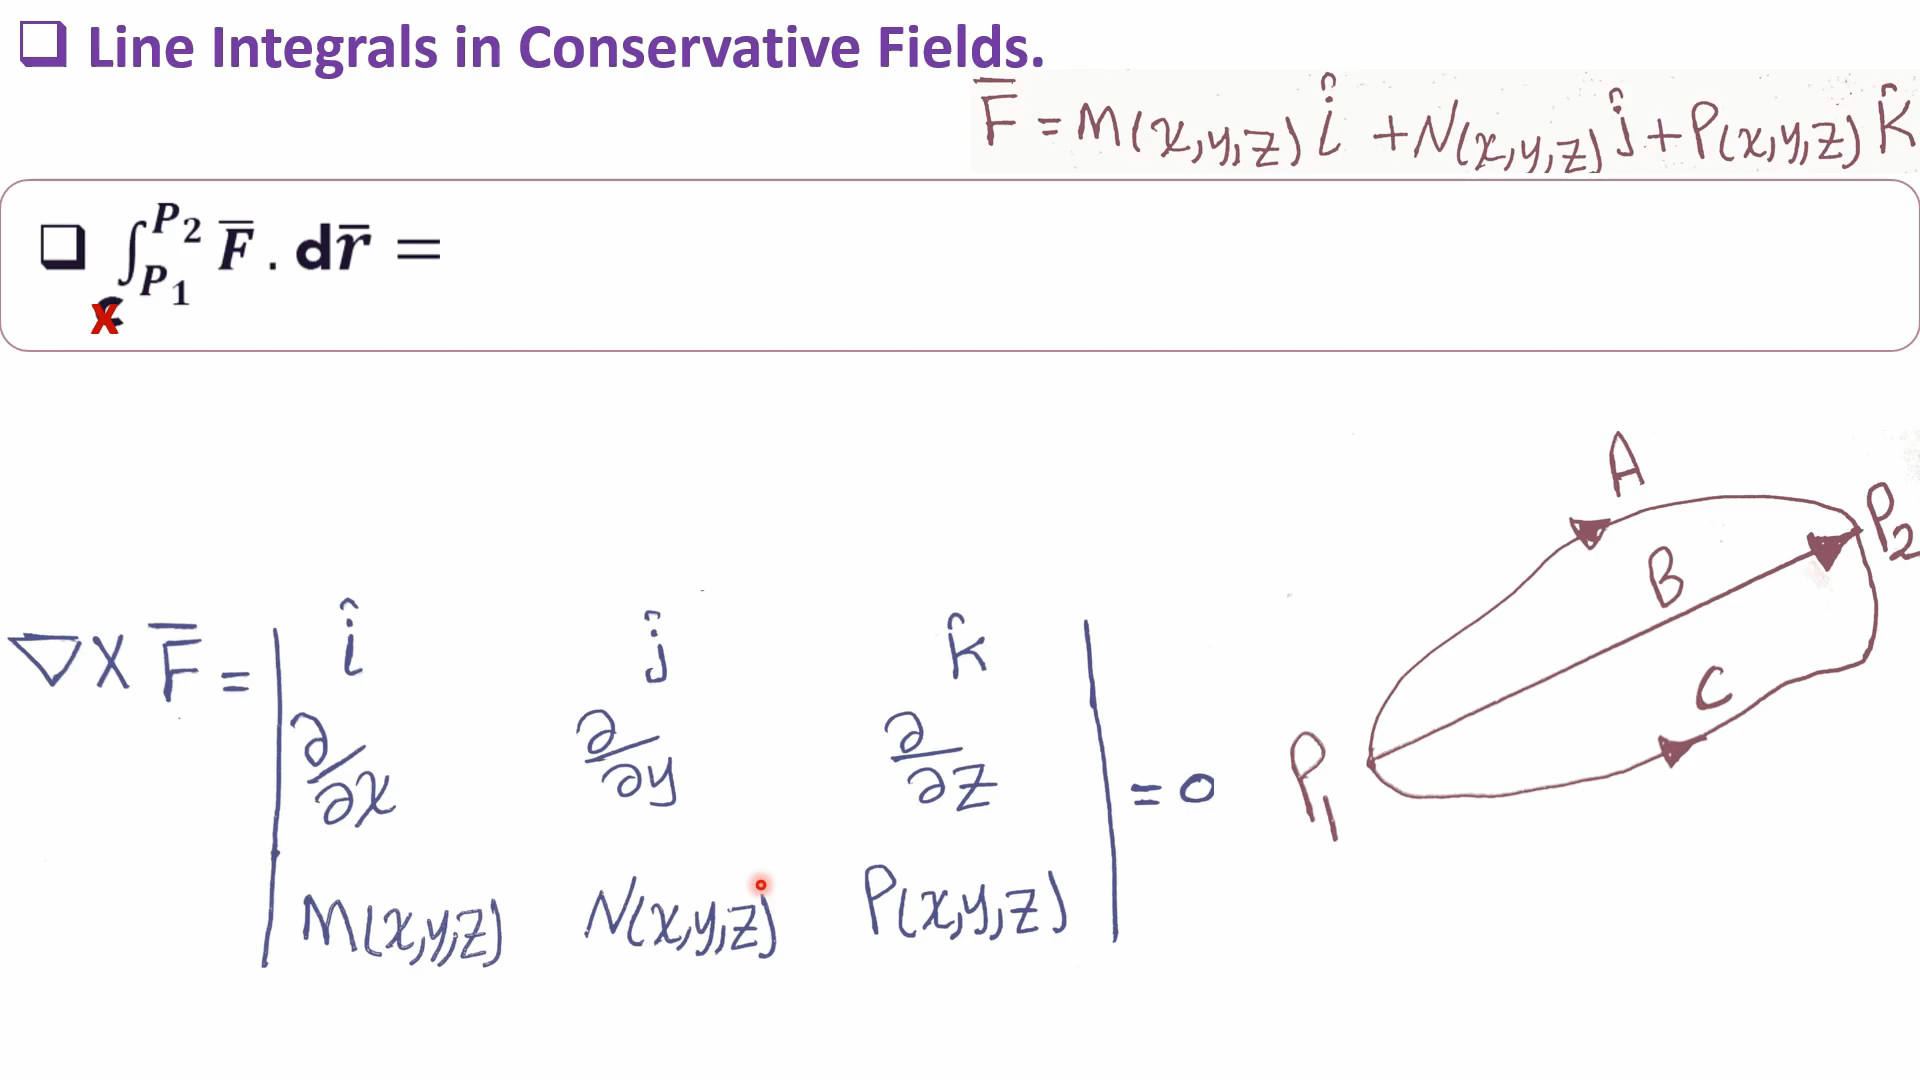 ❑ Line Integrals in Conservative Fields.
F̅ = M(x,y,z) î + N(x,y,z) ĵ + P(x,y,z) k̂
❑ ∫_{P₁}^{P₂} F̅ . dr̅ =
X
A
P₂
B
C
P₁
∇ X F̅ = | î ĵ k̂ |
∂/∂x ∂/∂y ∂/∂z = 0
M(x,y,z) N(x,y,z) P(x,y,z)